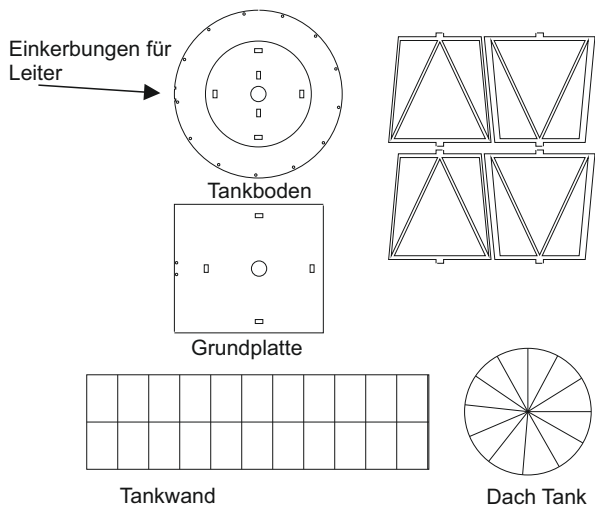 Einkerbungen für
Leiter
Tankboden
Grundplatte
Tankwand
Dach Tank